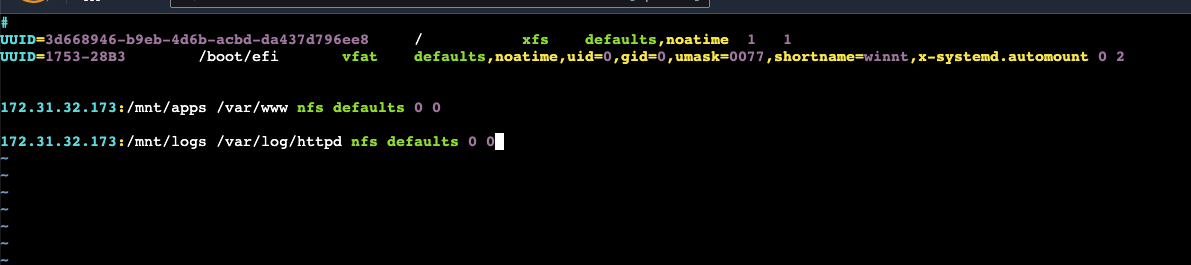 #
UUID=3d668946-b9eb-4d6b-acbd-da437d796ee8 / xfs defaults,noatime 1 1
UUID=1753-28B3 /boot/efi vfat defaults,noatime,uid=0,gid=0,umask=0077,shortname=winnt,x-systemd.automount 0 2
172.31.32.173:/mnt/apps /var/www nfs defaults 0 0
172.31.32.173:/mnt/logs /var/log/httpd nfs defaults 0 0
~
~
~
~
~
~
~